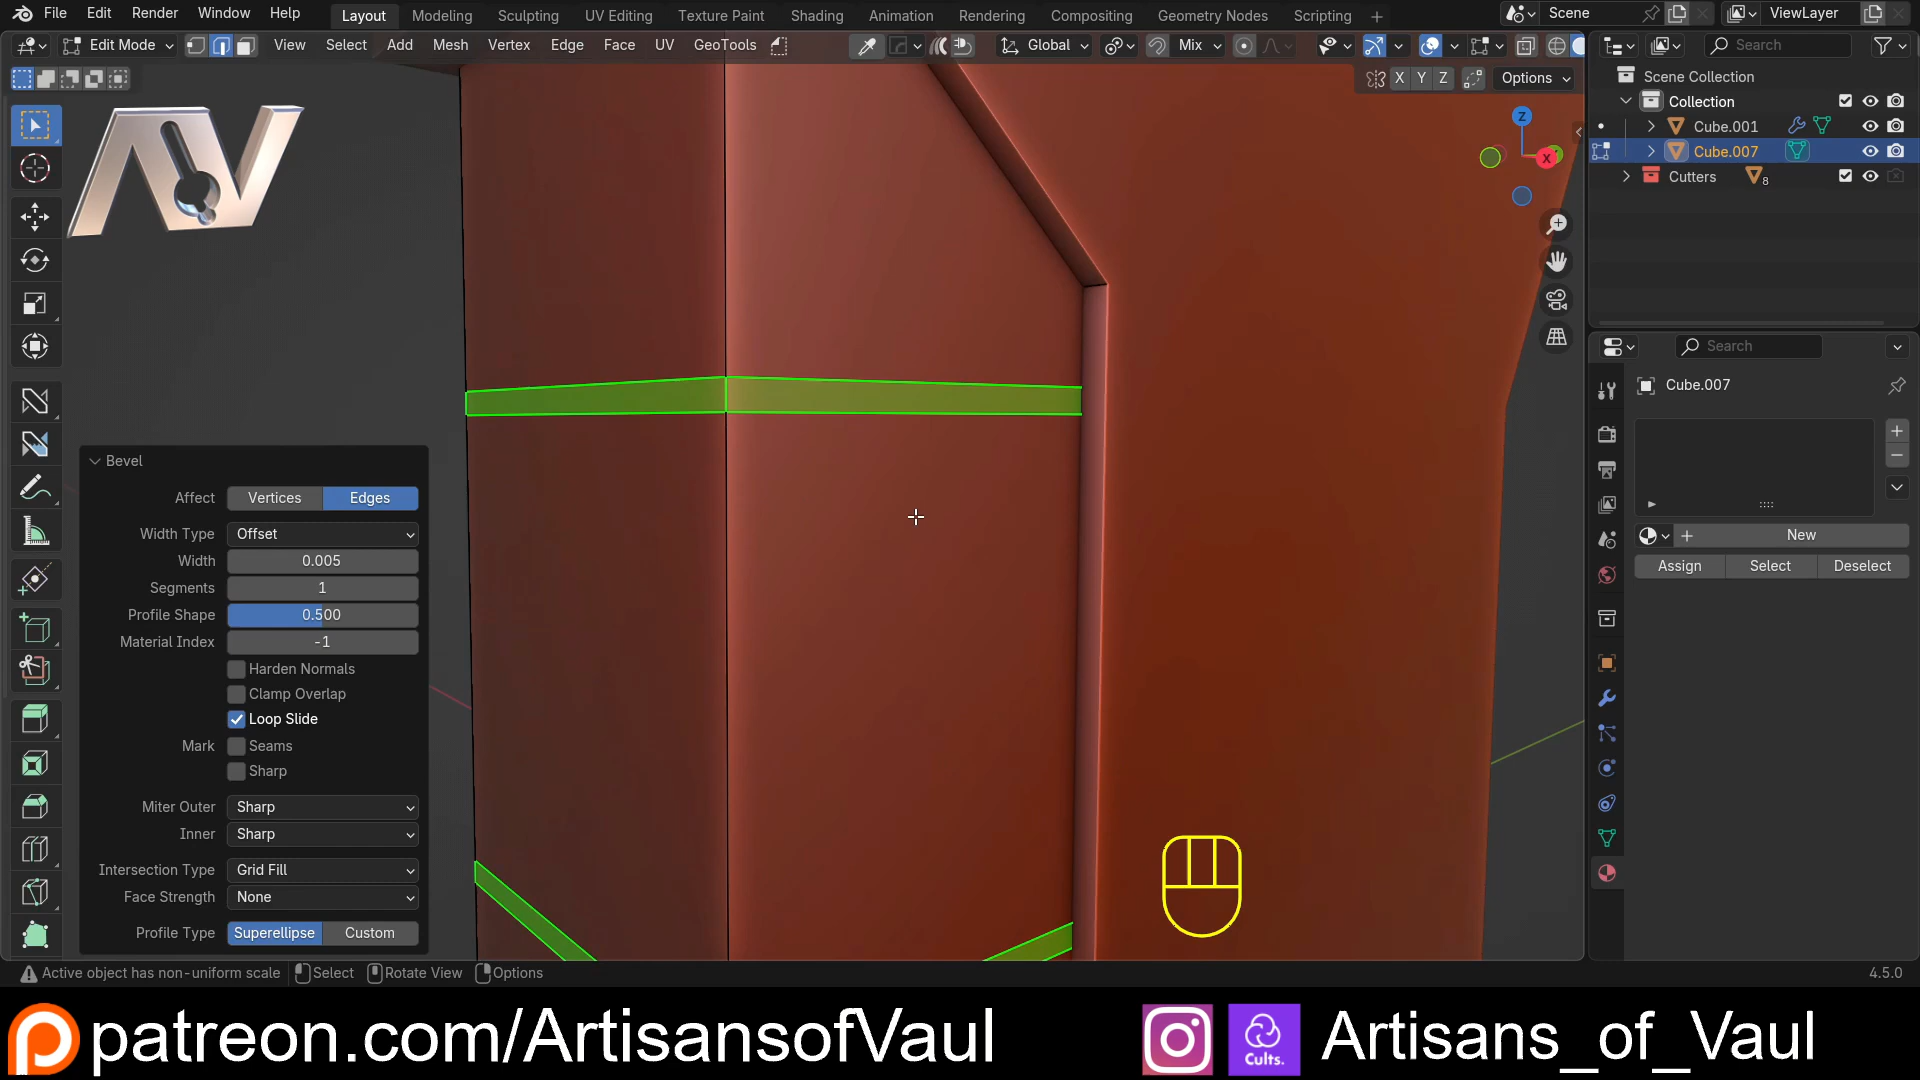 File Edit Render Window Help Layout Modeling Sculpting UV Editing Texture Paint Shading Animation Rendering Compositing Geometry Nodes Scripting + Scene ViewLayer
Edit Mode View Select Add Mesh Vertex Edge Face UV GeoTools Global Mix Search
X Y Z Options
Scene Collection
Collection
Cube.001
Cube.007
Cutters 8
Z
X
AV
Search
Cube.007
New
Assign Select Deselect
Bevel
Affect Vertices Edges
Width Type Offset
Width 0.005
Segments 1
Profile Shape 0.500
Material Index -1
Harden Normals
Clamp Overlap
Loop Slide
Mark Seams
Sharp
Miter Outer Sharp
Inner Sharp
Intersection Type Grid Fill
Face Strength None
Profile Type Superellipse Custom
Active object has non-uniform scale Select Rotate View Options 4.5.0
patreon.com/ArtisansofVaul Cults. Artisans_of_Vaul